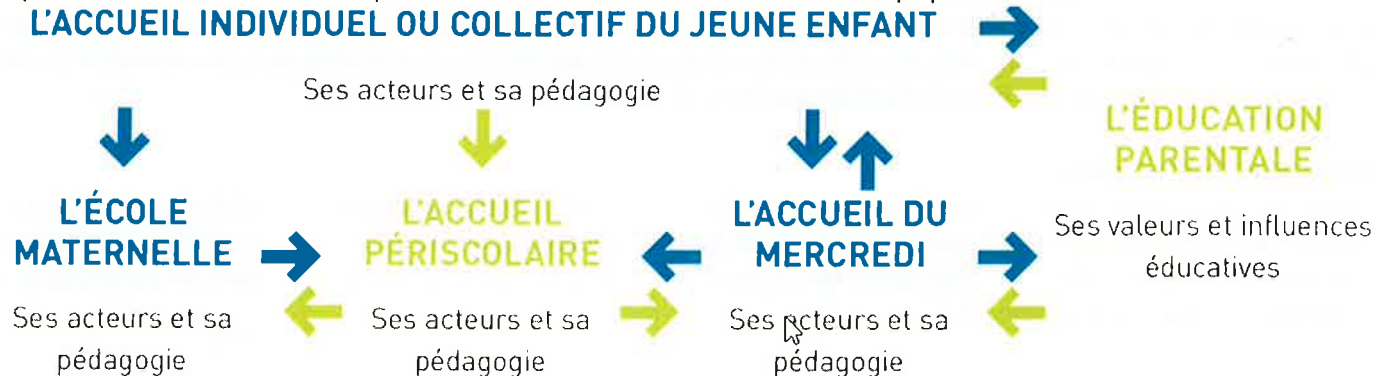 L'ACCUEIL INDIVIDUEL OU COLLECTIF DU JEUNE ENFANT
Ses acteurs et sa pédagogie
L'ÉDUCATION
PARENTALE
Ses valeurs et influences
éducatives
L'ÉCOLE
MATERNELLE
Ses acteurs et sa
pédagogie
L'ACCUEIL
PÉRISCOLAIRE
Ses acteurs et sa
pédagogie
L'ACCUEIL DU
MERCREDI
Ses acteurs et sa
pédagogie